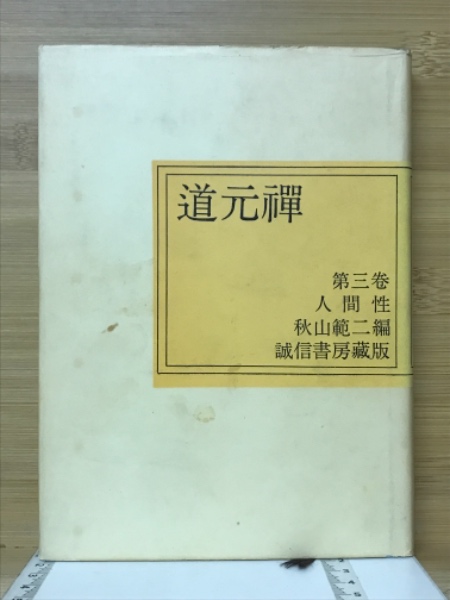 道元禪
第三卷
人間性
秋山範二編
誠信書房藏版